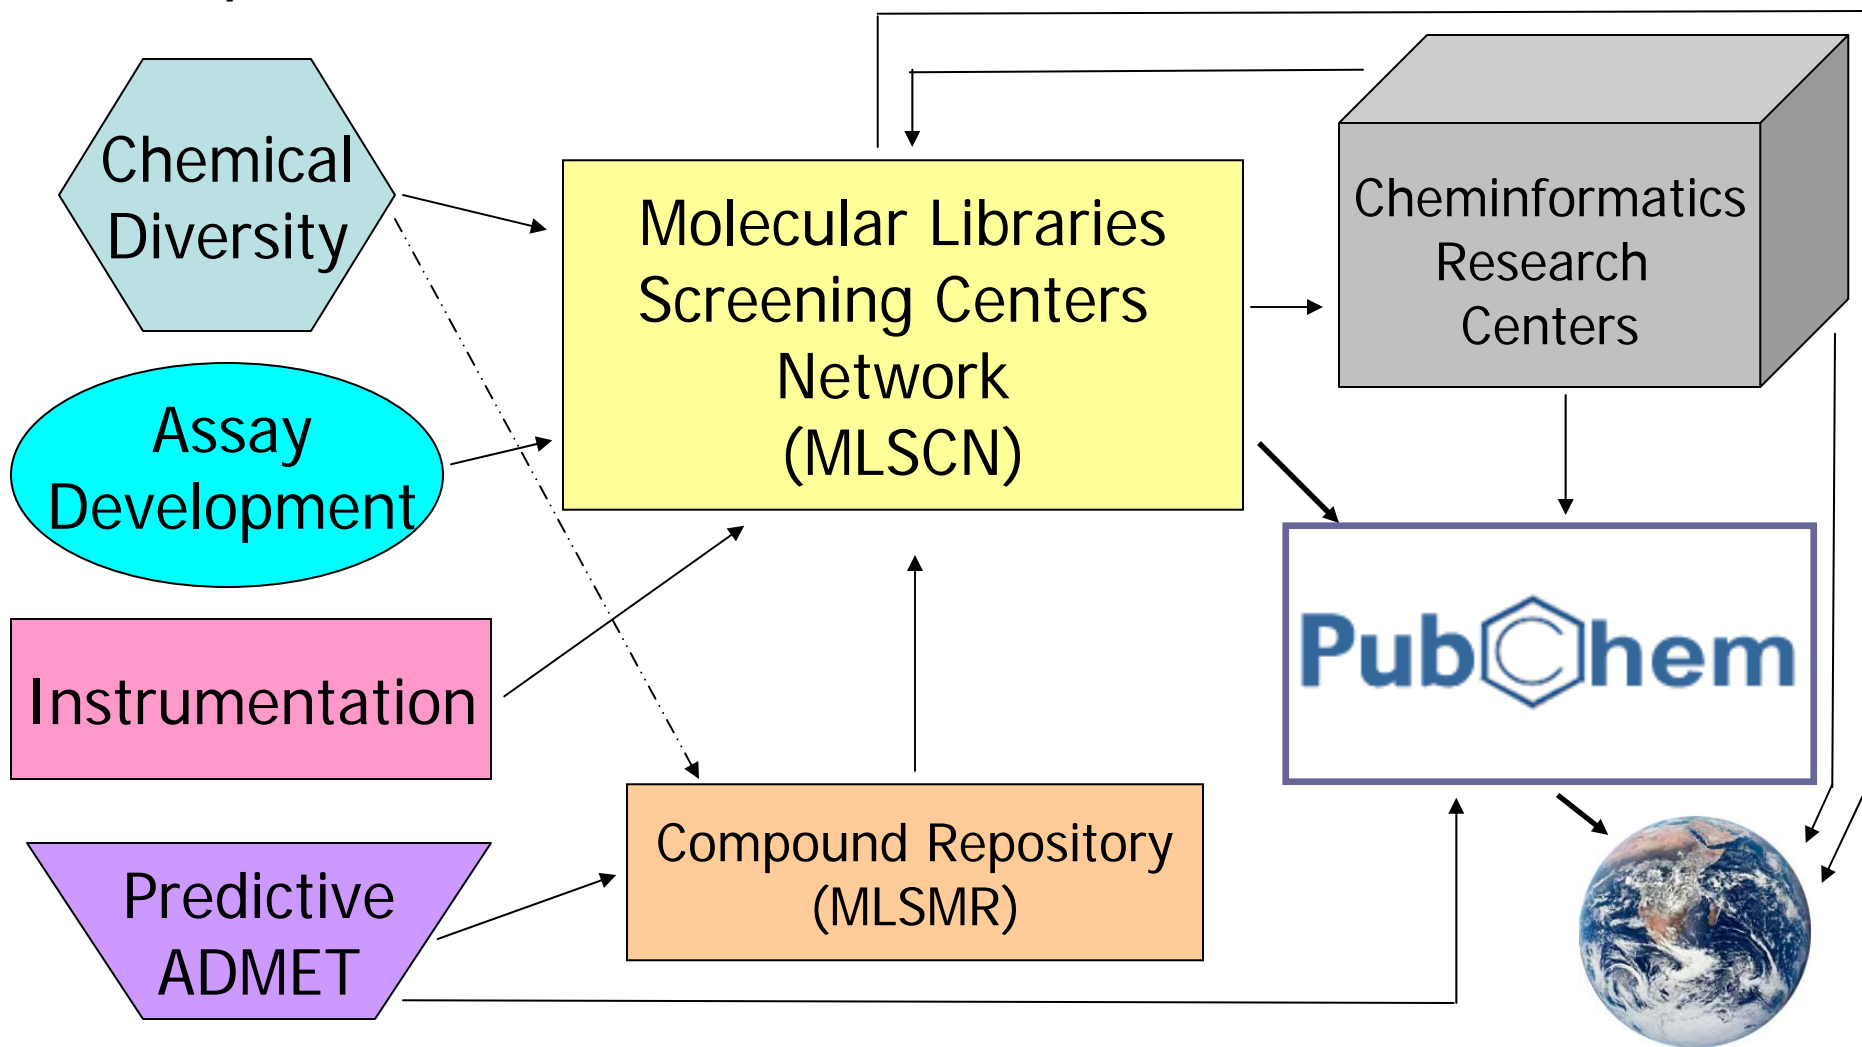 Chemical
Diversity
Assay
Development
Instrumentation
Predictive
ADMET
Molecular Libraries
Screening Centers
Network
(MLSCN)
Compound Repository
(MLSMR)
Cheminformatics
Research
Centers
PubChem